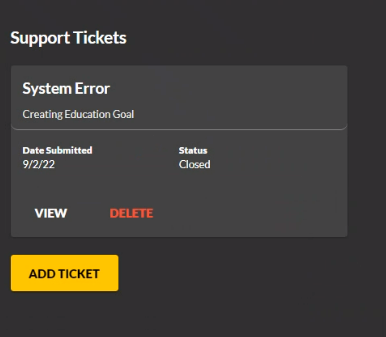 Support Tickets
System Error
Creating Education Goal
Date Submitted Status
9/2/22 Closed
VIEW DELETE
ADD TICKET